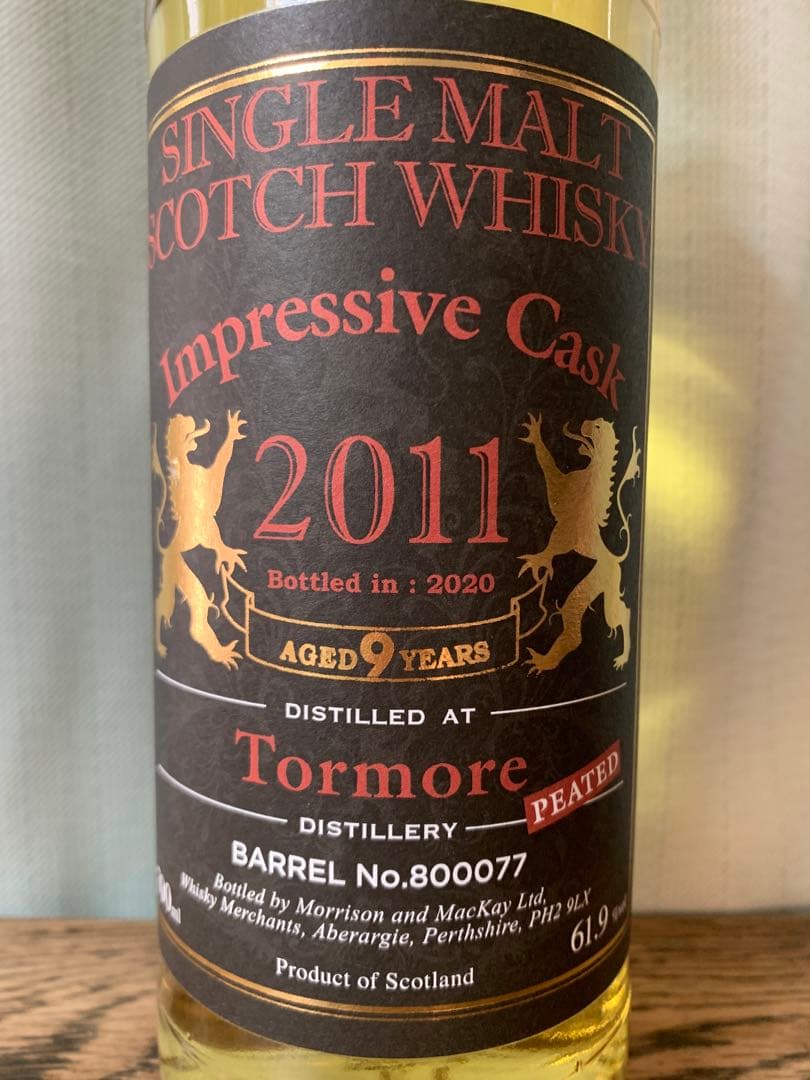 SINGLE MALT
SCOTCH WHISKY
Impressive Cask
2011
Bottled in : 2020
AGED 9 YEARS
DISTILLED AT
Tormore
PEATED
DISTILLERY
BARREL No.800077
Bottled by Morrison and MacKay Ltd,
Whisky Merchants, Aberargie, Perthshire, PH2 9LX
61.9
Product of Scotland